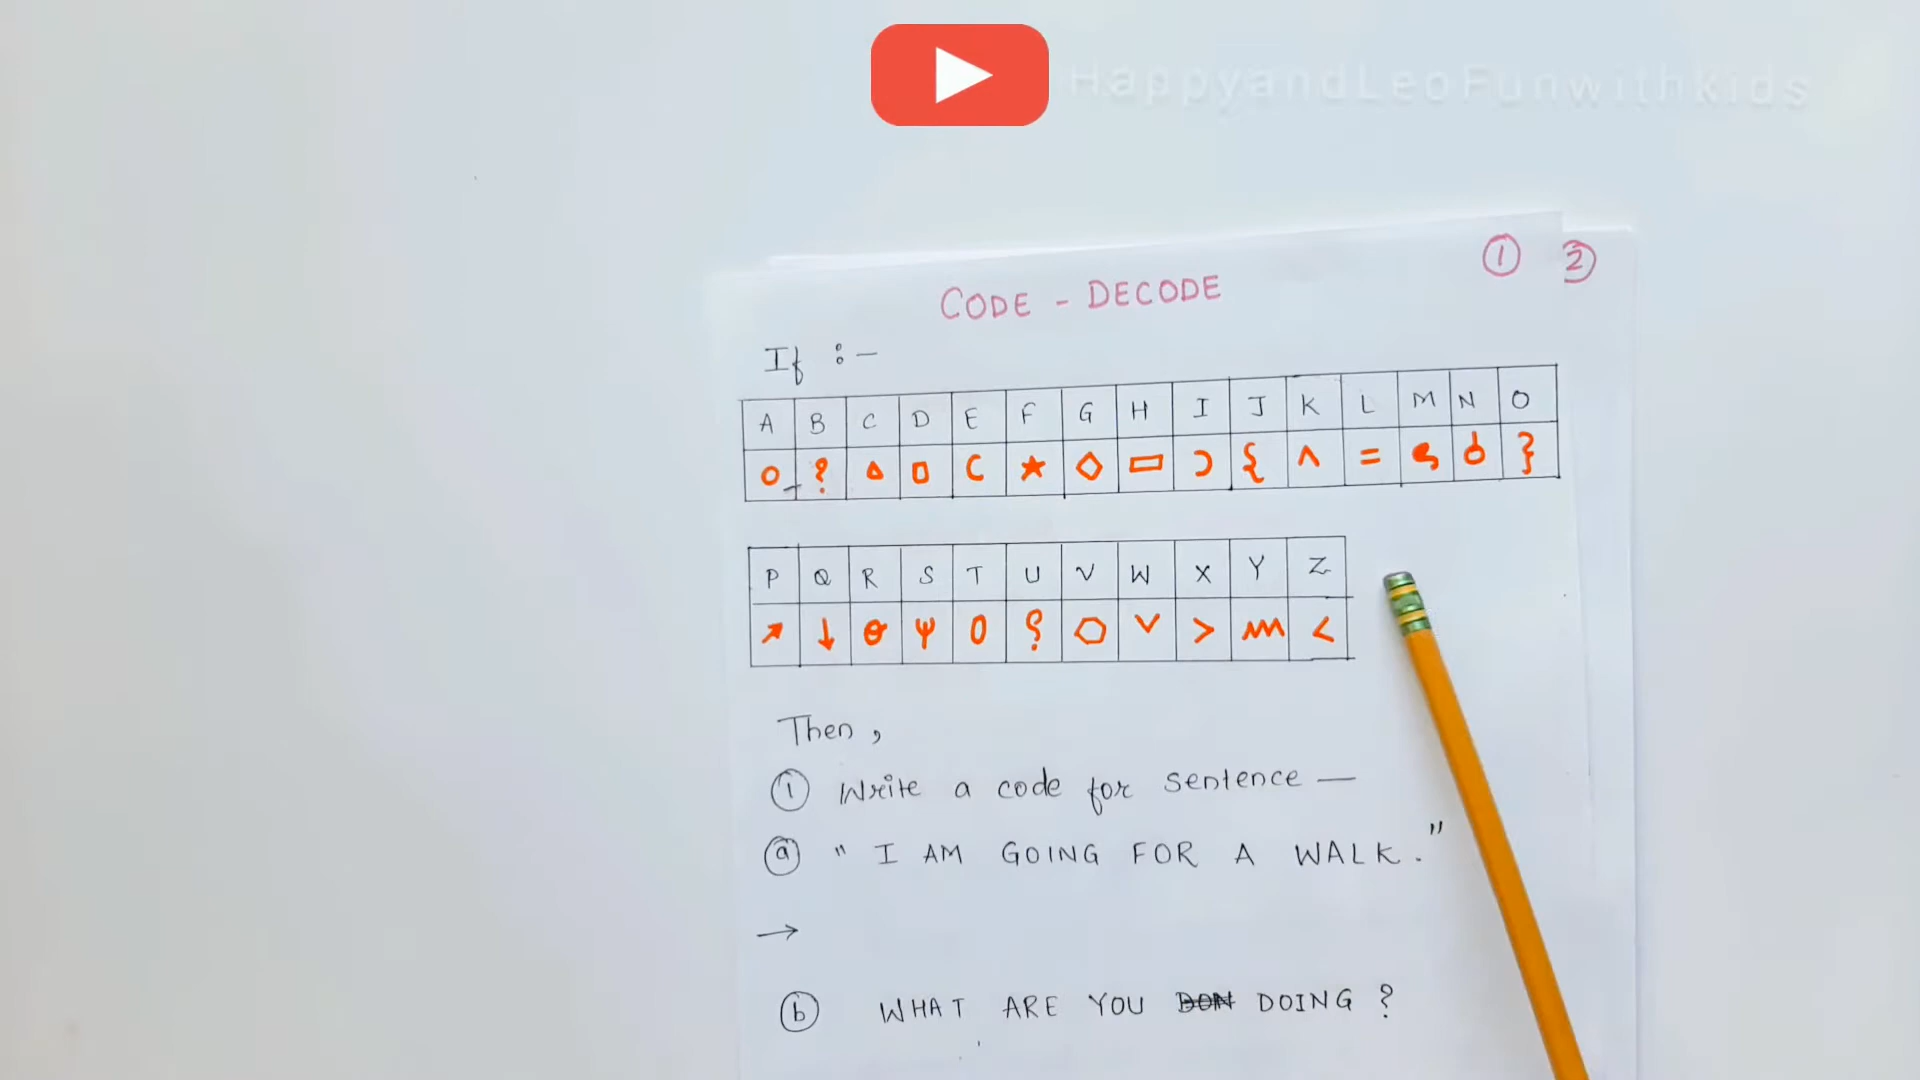 HappyandLeoFunwithkids
1 2
CODE - DECODE
If :-
A B C D E F G H I J K L M N O
P Q R S T U V W X Y Z
Then,
1 Write a code for sentence —
a " I AM GOING FOR A WALK. "
→
b WHAT ARE YOU DOING ?